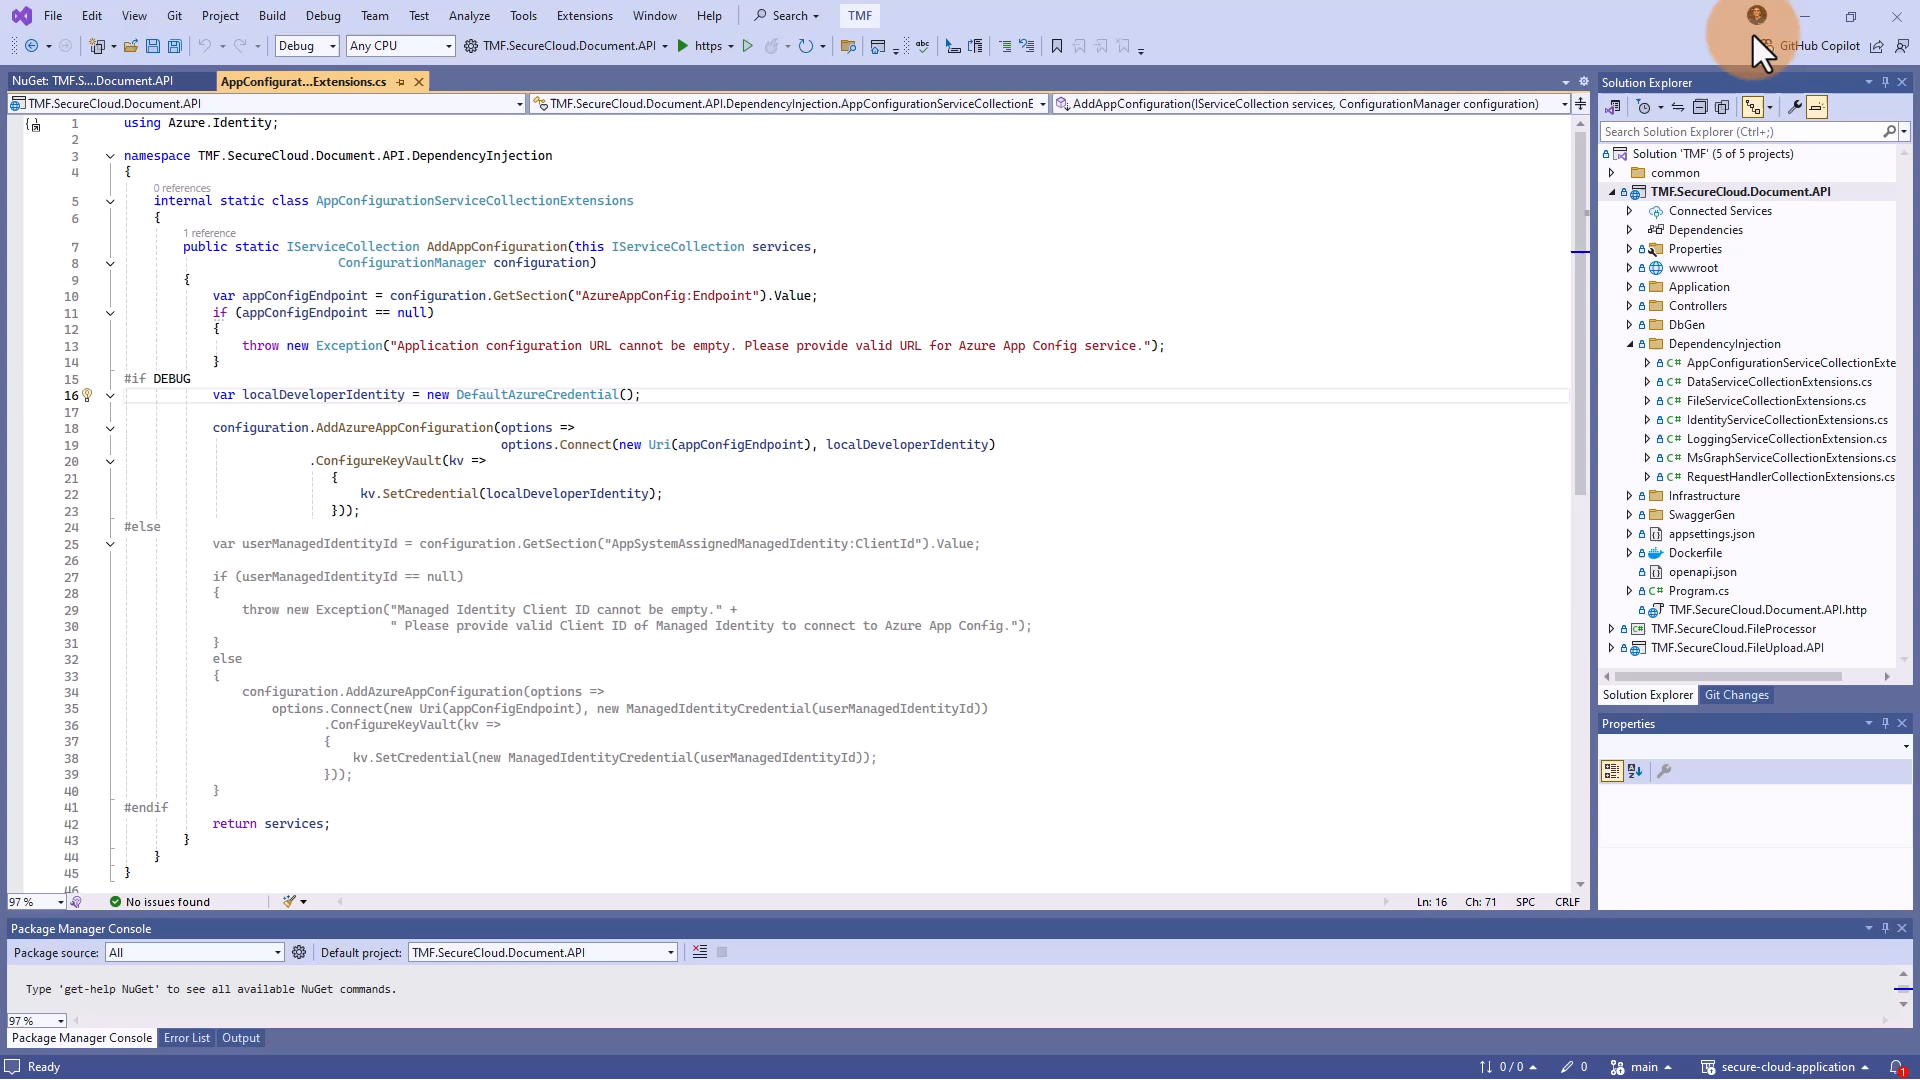 File Edit View Git Project Build Debug Team Test Analyze Tools Extensions Window Help Search TMF
Debug Any CPU TMF.SecureCloud.Document.API https abc GitHub Copilot
NuGet: TMF.S....Document.API AppConfigurat...Extensions.cs
TMF.SecureCloud.Document.API TMF.SecureCloud.Document.API.DependencyInjection.AppConfigurationServiceCollectionE AddAppConfiguration(IServiceCollection services, ConfigurationManager configuration)
1 using Azure.Identity;
2
3 namespace TMF.SecureCloud.Document.API.DependencyInjection
4 {
0 references
5 internal static class AppConfigurationServiceCollectionExtensions
6 {
1 reference
7 public static IServiceCollection AddAppConfiguration(this IServiceCollection services,
8 ConfigurationManager configuration)
9 {
10 var appConfigEndpoint = configuration.GetSection("AzureAppConfig:Endpoint").Value;
11 if (appConfigEndpoint == null)
12 {
13 throw new Exception("Application configuration URL cannot be empty. Please provide valid URL for Azure App Config service.");
14 }
15 #if DEBUG
16 var localDeveloperIdentity = new DefaultAzureCredential();
17
18 configuration.AddAzureAppConfiguration(options =>
19 options.Connect(new Uri(appConfigEndpoint), localDeveloperIdentity)
20 .ConfigureKeyVault(kv =>
21 {
22 kv.SetCredential(localDeveloperIdentity);
23 }));
24 #else
25 var userManagedIdentityId = configuration.GetSection("AppSystemAssignedManagedIdentity:ClientId").Value;
26
27 if (userManagedIdentityId == null)
28 {
29 throw new Exception("Managed Identity Client ID cannot be empty." +
30 " Please provide valid Client ID of Managed Identity to connect to Azure App Config.");
31 }
32 else
33 {
34 configuration.AddAzureAppConfiguration(options =>
35 options.Connect(new Uri(appConfigEndpoint), new ManagedIdentityCredential(userManagedIdentityId))
36 .ConfigureKeyVault(kv =>
37 {
38 kv.SetCredential(new ManagedIdentityCredential(userManagedIdentityId));
39 }));
40 }
41 #endif
42 return services;
43 }
44 }
45 }
46
97 % No issues found Ln: 16 Ch: 71 SPC CRLF
Solution Explorer
Search Solution Explorer (Ctrl+;)
Solution 'TMF' (5 of 5 projects)
common
TMF.SecureCloud.Document.API
Connected Services
Dependencies
Properties
wwwroot
Application
Controllers
DbGen
DependencyInjection
C# AppConfigurationServiceCollectionExte
C# DataServiceCollectionExtensions.cs
C# FileServiceCollectionExtensions.cs
C# IdentityServiceCollectionExtensions.cs
C# LoggingServiceCollectionExtension.cs
C# MsGraphServiceCollectionExtensions.cs
C# RequestHandlerCollectionExtensions.cs
Infrastructure
SwaggerGen
appsettings.json
Dockerfile
openapi.json
C# Program.cs
TMF.SecureCloud.Document.API.http
C# TMF.SecureCloud.FileProcessor
TMF.SecureCloud.FileUpload.API
Solution Explorer Git Changes
Properties
Package Manager Console
Package source: All Default project: TMF.SecureCloud.Document.API
Type 'get-help NuGet' to see all available NuGet commands.
97 %
Package Manager Console Error List Output
Ready 0 / 0 0 main secure-cloud-application 1